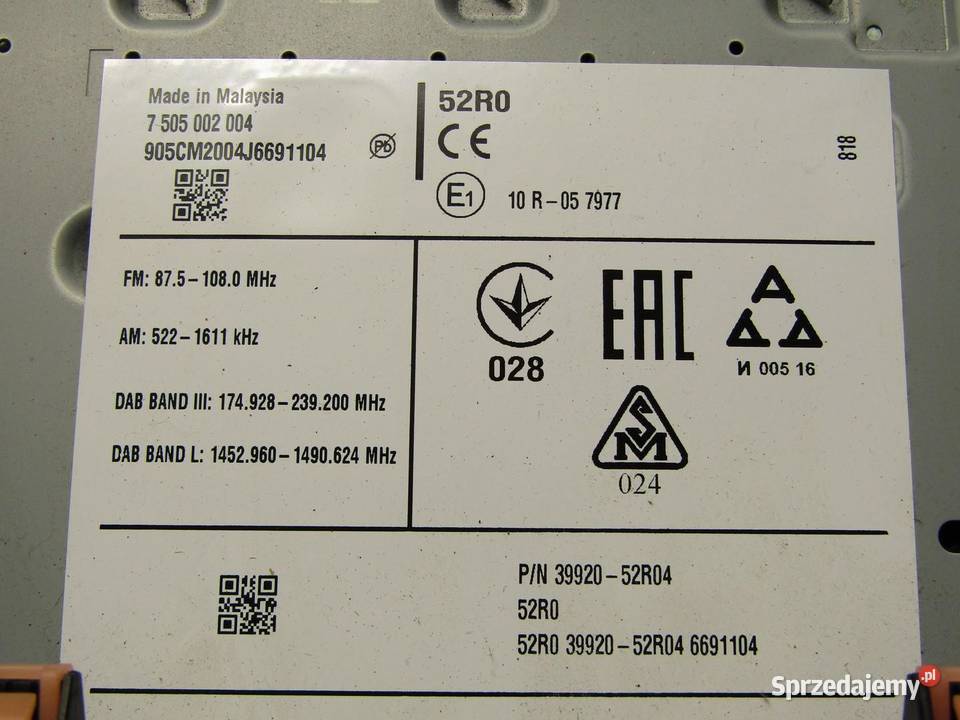 Made in Malaysia
7 505 002 004
905CM2004J6691104
Pb
52R0
CE
818
E1
10 R-05 7977
FM: 87.5-108.0 MHz
AM: 522-1611 kHz
DAB BAND III: 174.928-239.200 MHz
DAB BAND L: 1452.960-1490.624 MHz
028
EAC
A
A A
И 005 16
SM
024
P/N 39920-52R04
52R0
52R0 39920-52R04 6691104
Sprzedajemy.pl